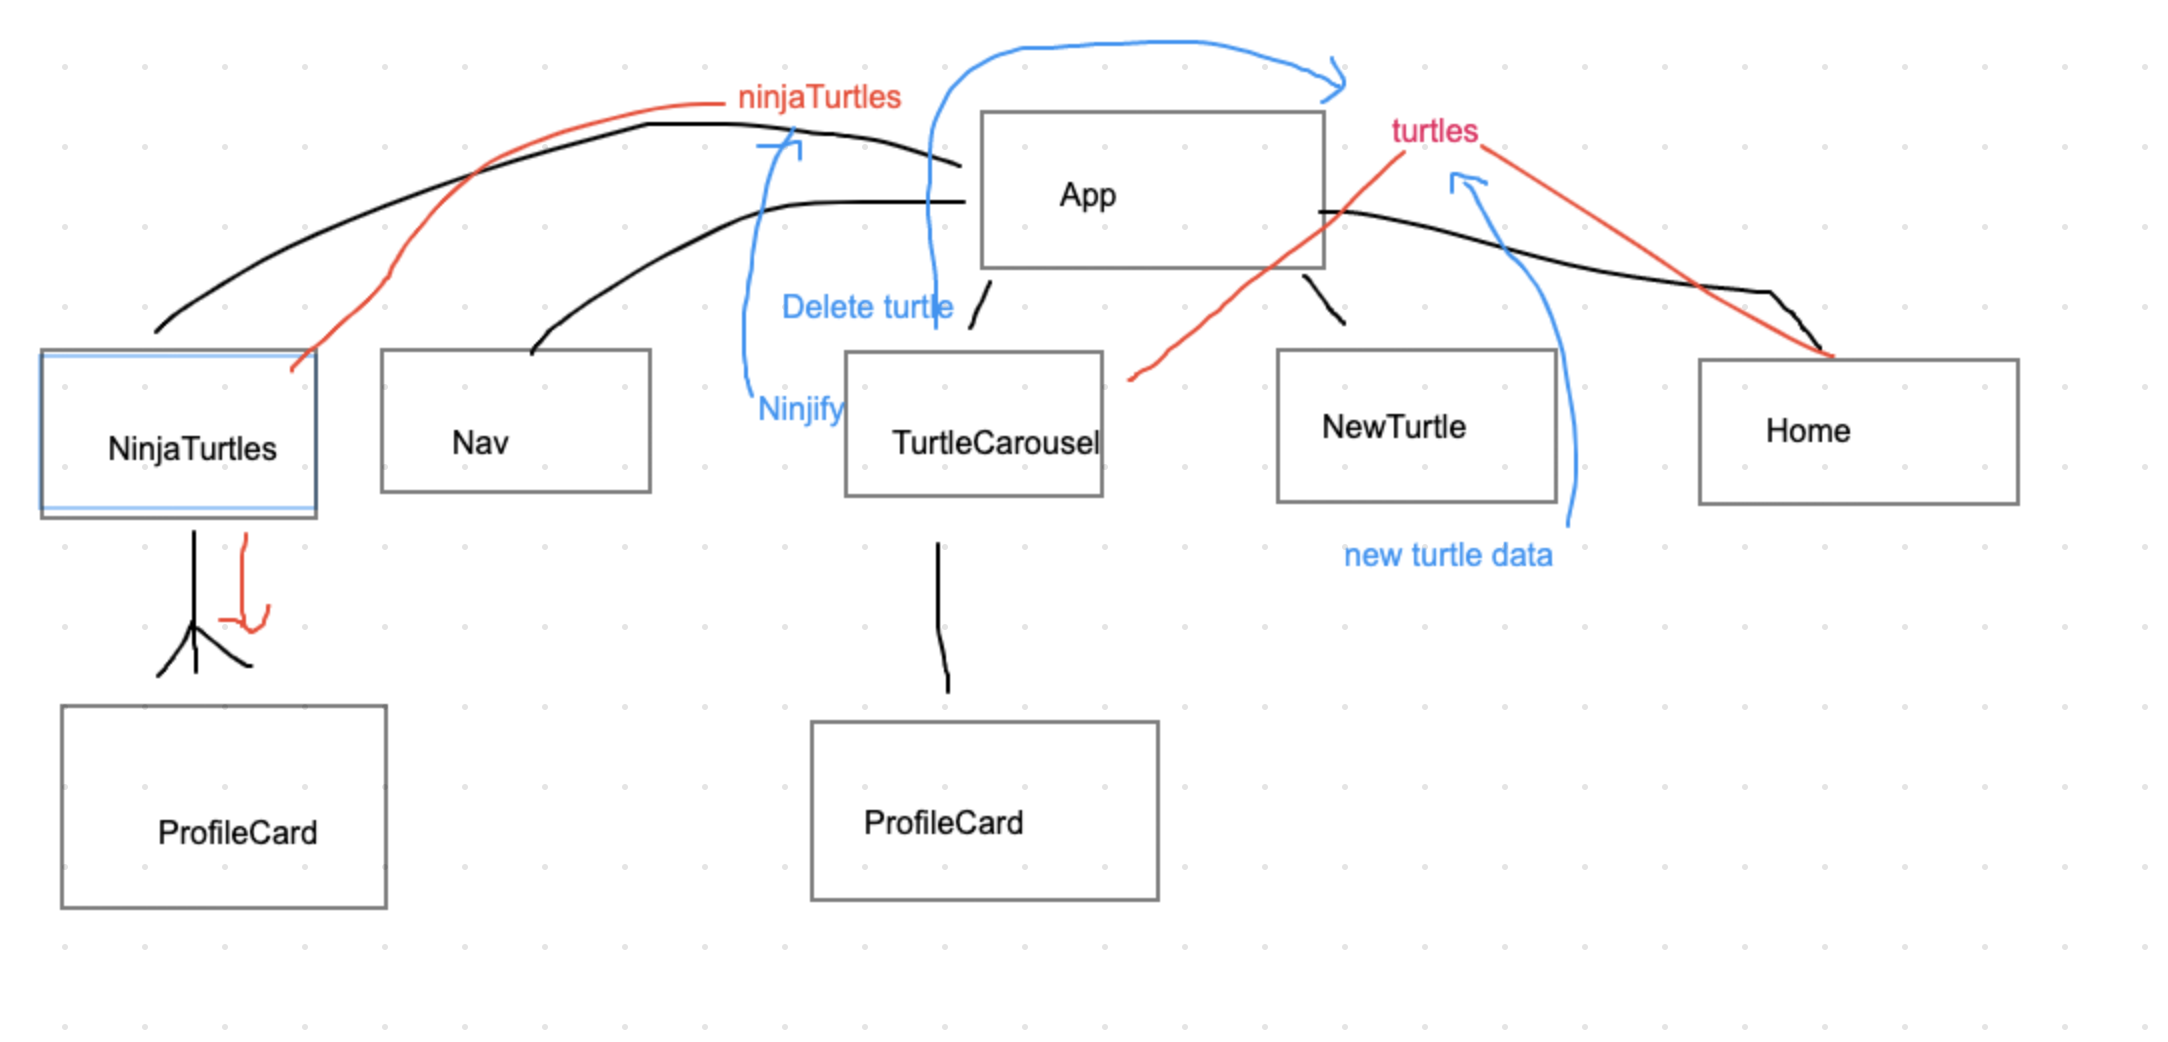 ninjaTurtles
turtles
App
Delete turtle
Ninjify
NinjaTurtles
Nav
TurtleCarousel
NewTurtle
Home
new turtle data
ProfileCard
ProfileCard